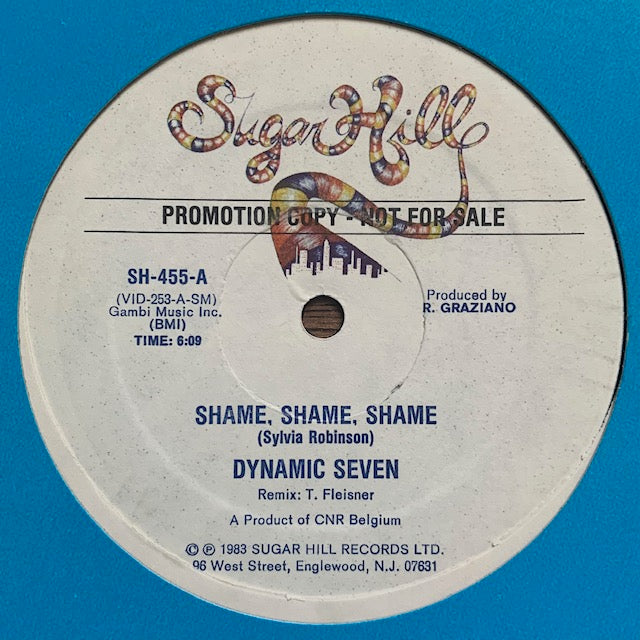 Sugar Hill
PROMOTION COPY - NOT FOR SALE
SH-455-A
(VID-253-A-SM)
Gambi Music Inc.
(BMI)
TIME: 6:09
Produced by
R. GRAZIANO
SHAME, SHAME, SHAME
(Sylvia Robinson)
DYNAMIC SEVEN
Remix: T. Fleisner
A Product of CNR Belgium
© ℗ 1983 SUGAR HILL RECORDS LTD.
96 West Street, Englewood, N.J. 07631